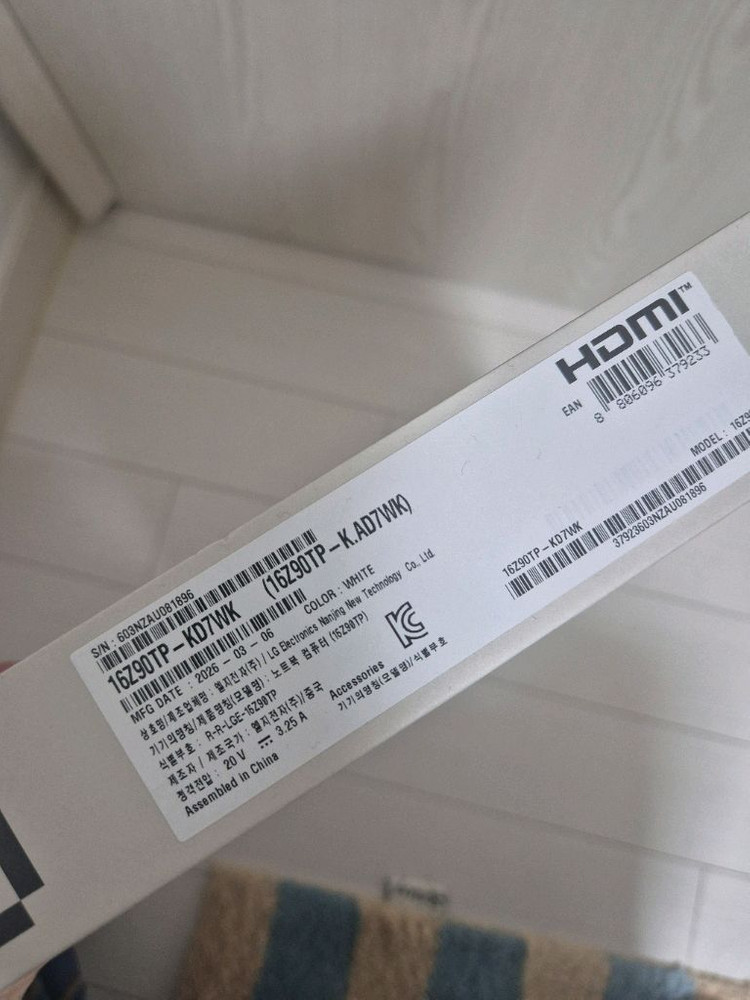 HDMI™
EAN
8 806096 379233
MODEL : 16Z9
S/N : 603NZAU081896
16Z90TP-KD7WK (16Z90TP-K.AD7WK)
MFG DATE : 2026-03-06 COLOR : WHITE
상호명/제조업체명 : 엘지전자(주) / LG Electronics Nanjing New Technology Co., Ltd.
기기의명칭/제품명칭(모델명) : 노트북 컴퓨터 (16Z90TP)
식별부호 : R-R-LGE-16Z90TP
제조자 / 제조국가 : 엘지전자(주)/중국
정격전압 : 20 V ⎓ 3.25 A
Assembled in China
Accessories
기기의명칭(모델명)/식별부호
16Z90TP-KD7WK
37923603NZAU081896